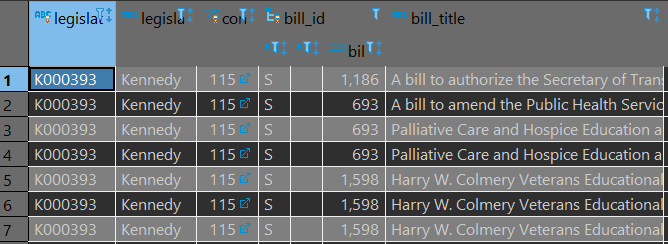 legislat legisla con bill_id bill_title
bil
1 K000393 Kennedy 115 S 1,186 A bill to authorize the Secretary of Tran
2 K000393 Kennedy 115 S 693 A bill to amend the Public Health Servic
3 K000393 Kennedy 115 S 693 Palliative Care and Hospice Education a
4 K000393 Kennedy 115 S 693 Palliative Care and Hospice Education a
5 K000393 Kennedy 115 S 1,598 Harry W. Colmery Veterans Educational
6 K000393 Kennedy 115 S 1,598 Harry W. Colmery Veterans Educational
7 K000393 Kennedy 115 S 1,598 Harry W. Colmery Veterans Educational